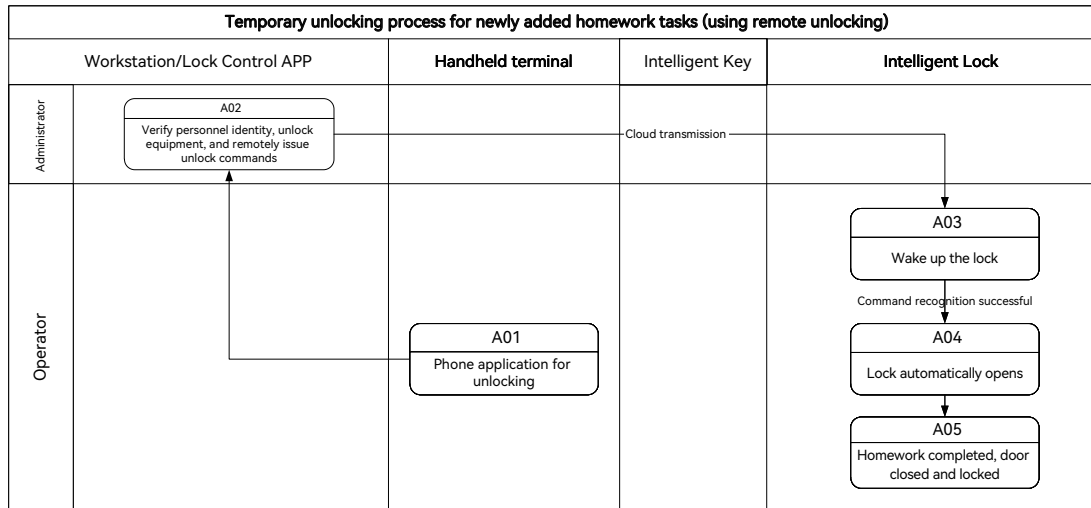 Temporary unlocking process for newly added homework tasks (using remote unlocking)
Workstation/Lock Control APP
Handheld terminal
Intelligent Key
Intelligent Lock
Administrator
A02
Verify personnel identity, unlock
equipment, and remotely issue
unlock commands
Cloud transmission
Operator
A01
Phone application for
unlocking
A03
Wake up the lock
Command recognition successful
A04
Lock automatically opens
A05
Homework completed, door
closed and locked